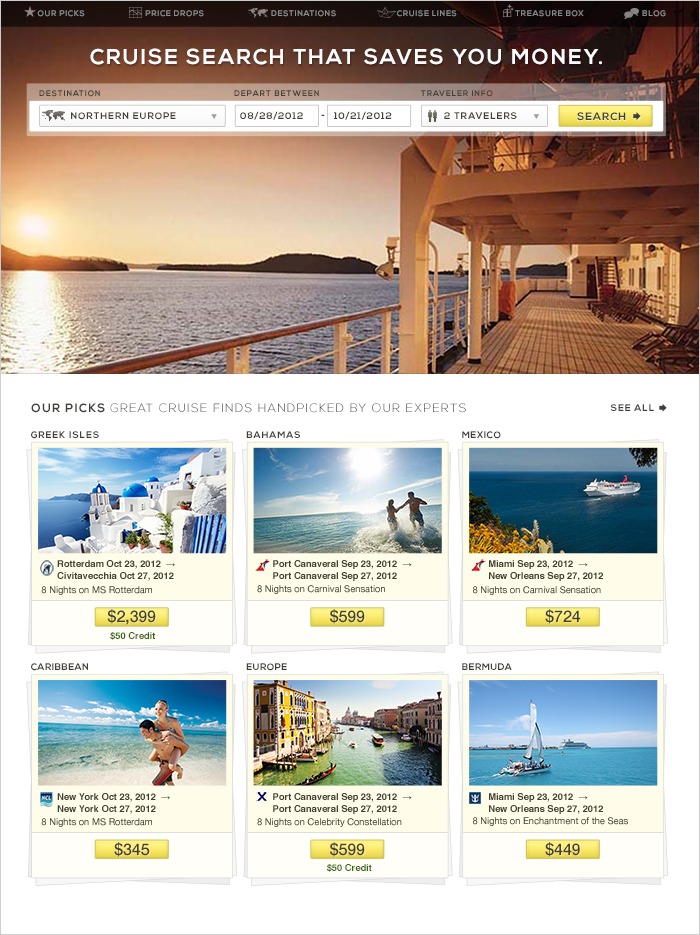 OUR PICKS PRICE DROPS DESTINATIONS CRUISE LINES TREASURE BOX BLOG
CRUISE SEARCH THAT SAVES YOU MONEY.
DESTINATION DEPART BETWEEN TRAVELER INFO
NORTHERN EUROPE 08/28/2012 - 10/21/2012 2 TRAVELERS SEARCH
OUR PICKS GREAT CRUISE FINDS HANDPICKED BY OUR EXPERTS SEE ALL
GREEK ISLES
Rotterdam Oct 23, 2012 →
Civitavecchia Oct 27, 2012
8 Nights on MS Rotterdam
$2,399
$50 Credit
BAHAMAS
Port Canaveral Sep 23, 2012 →
Port Canaveral Sep 27, 2012
8 Nights on Carnival Sensation
$599
MEXICO
Miami Sep 23, 2012 →
New Orleans Sep 27, 2012
8 Nights on Carnival Sensation
$724
CARIBBEAN
NCL
New York Oct 23, 2012 →
New York Oct 27, 2012
8 Nights on MS Rotterdam
$345
EUROPE
X
Port Canaveral Sep 23, 2012 →
Port Canaveral Sep 27, 2012
8 Nights on Celebrity Constellation
$599
$50 Credit
BERMUDA
Miami Sep 23, 2012 →
New Orleans Sep 27, 2012
8 Nights on Enchantment of the Seas
$449